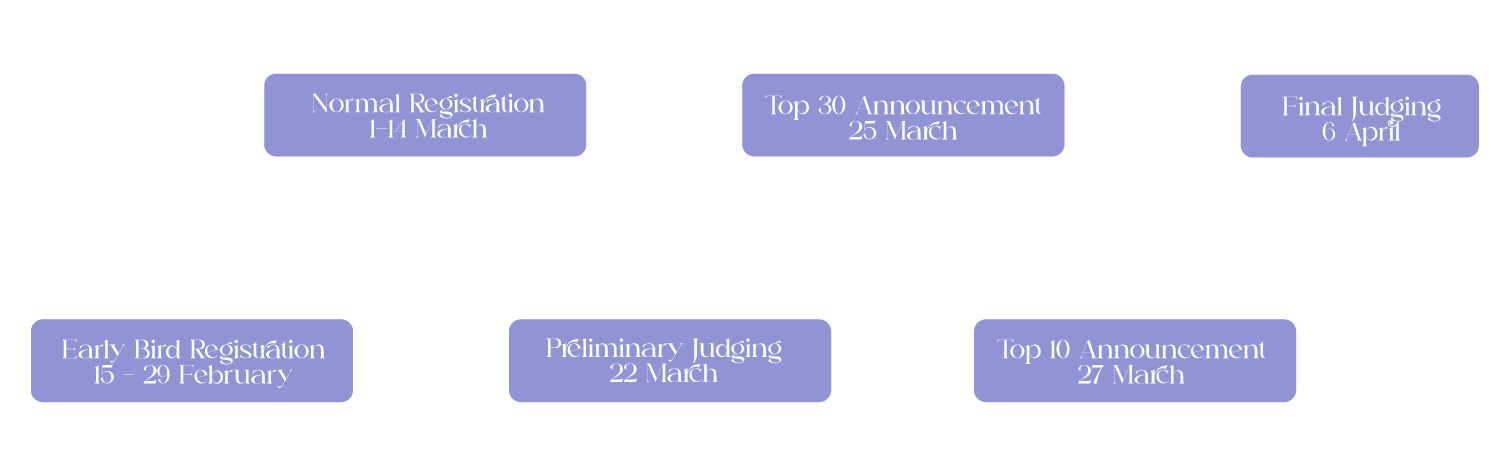 Normal Registration
1-14 March
Top 30 Announcement
25 March
Final Judging
6 April
Early Bird Registration
15 - 29 February
Preliminary Judging
22 March
Top 10 Announcement
27 March